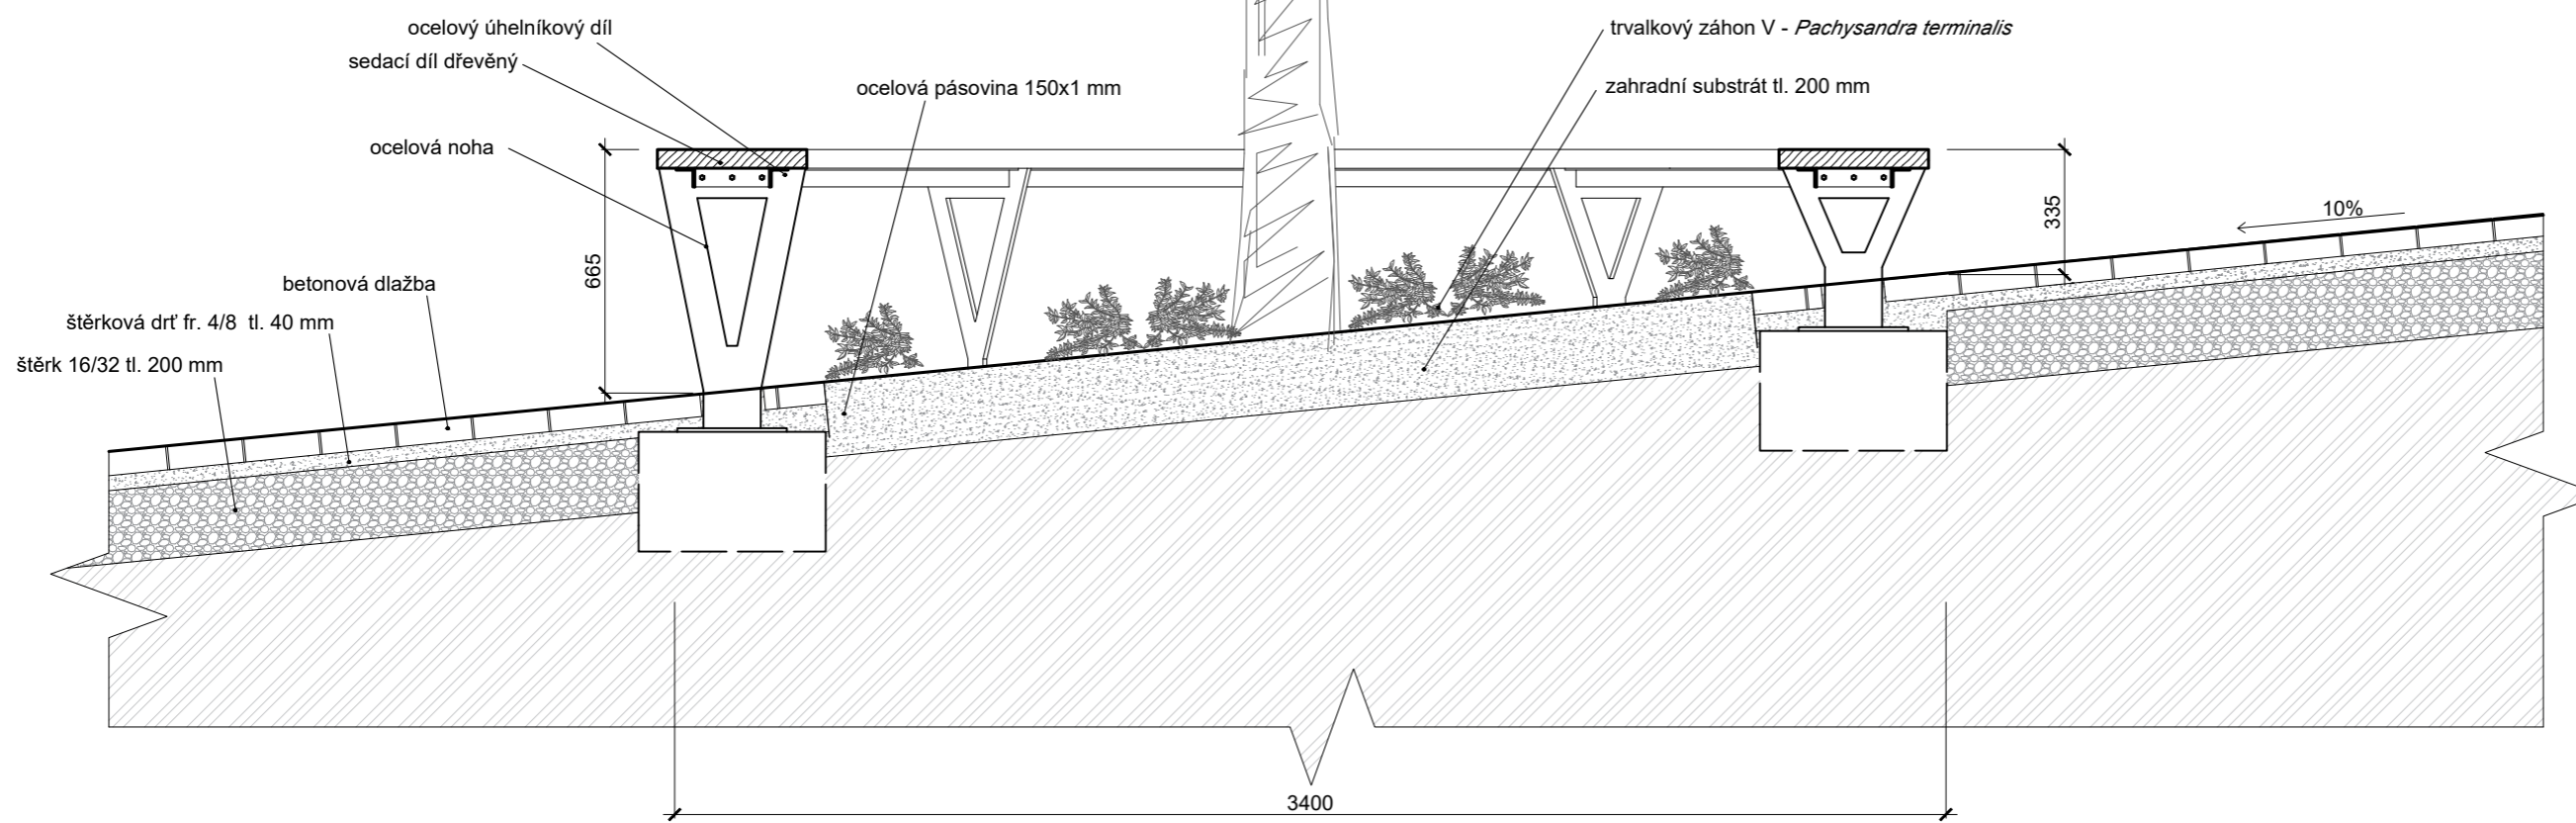 ocelový úhelníkový díl
sedací díl dřevěný
ocelová noha
ocelová pásovina 150x1 mm
trvalkový záhon V - Pachysandra terminalis
zahradní substrát tl. 200 mm
10%
335
665
betonová dlažba
štěrková drť fr. 4/8  tl. 40 mm
štěrk 16/32 tl. 200 mm
3400